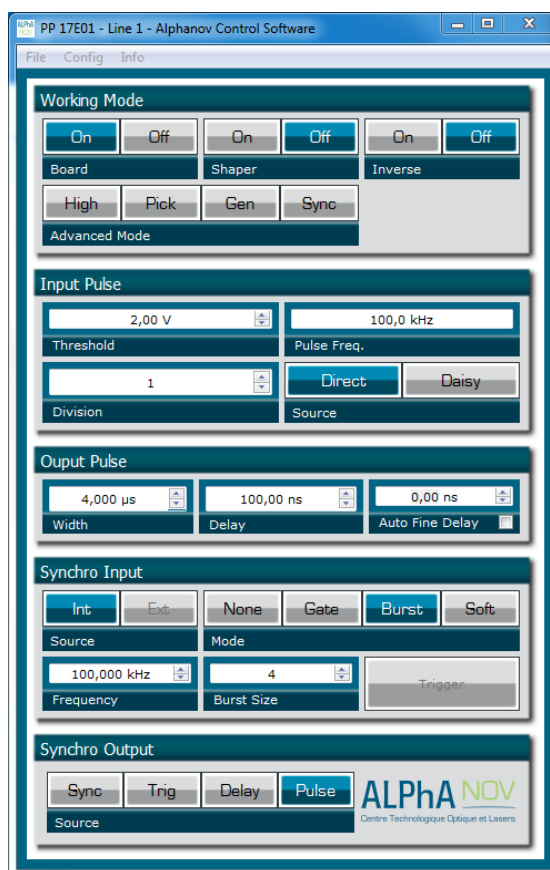 PP 17E01 - Line 1 - Alphanov Control Software
File Config Info
Working Mode
On Off On Off On Off
Board Shaper Inverse
High Pick Gen Sync
Advanced Mode
Input Pulse
2,00 V 100,0 kHz
Threshold Pulse Freq.
1 Direct Daisy
Division Source
Ouput Pulse
4,000 µs 100,00 ns 0,00 ns
Width Delay Auto Fine Delay
Synchro Input
Int Ext None Gate Burst Soft
Source Mode
100,000 kHz 4 Trigger
Frequency Burst Size
Synchro Output
Sync Trig Delay Pulse
Source
ALPhA NOV
Centre Technologique Optique et Lasers